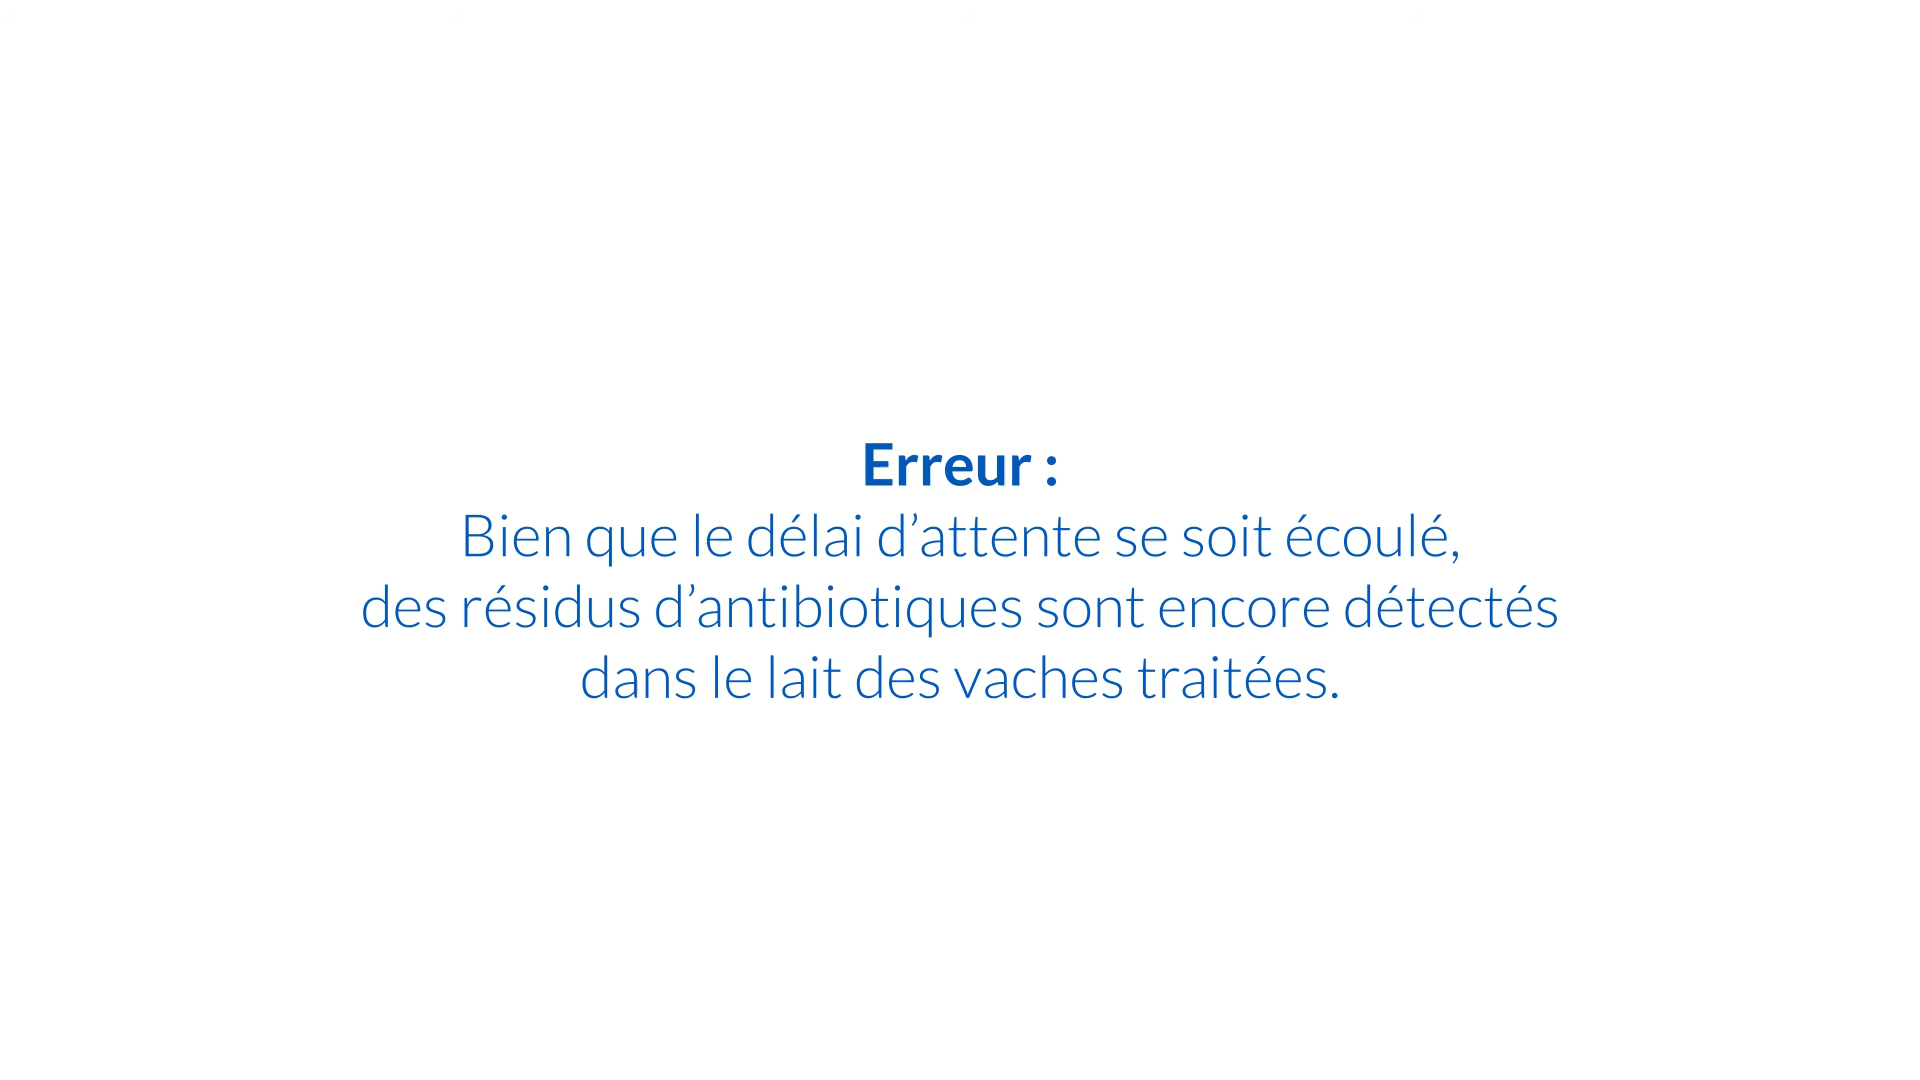 Erreur :
Bien que le délai d’attente se soit écoulé,
des résidus d’antibiotiques sont encore détectés
dans le lait des vaches traitées.